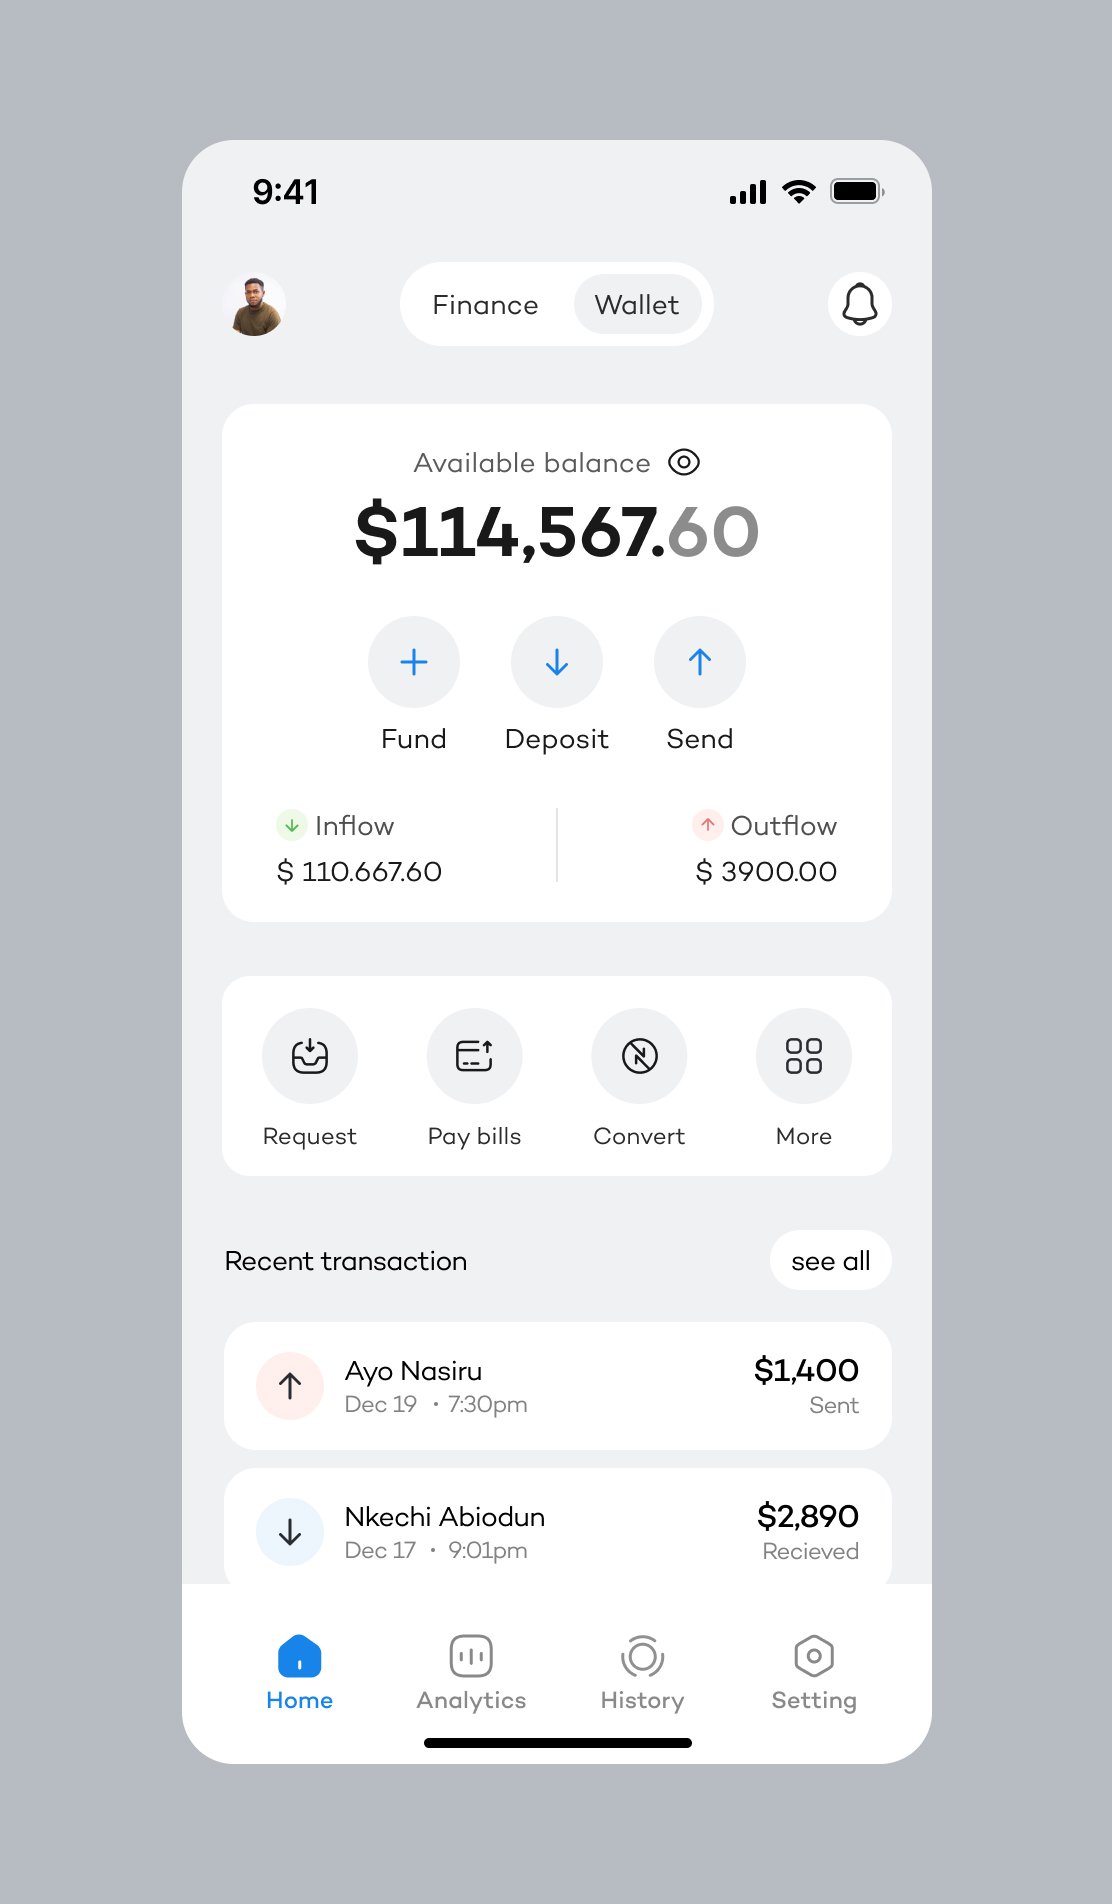 9:41
Finance Wallet
Available balance
$114,567.60
Fund Deposit Send
Inflow Outflow
$ 110.667.60 $ 3900.00
Request Pay bills Convert More
Recent transaction see all
Ayo Nasiru $1,400
Dec 19 • 7:30pm Sent
Nkechi Abiodun $2,890
Dec 17 • 9:01pm Recieved
Home Analytics History Setting